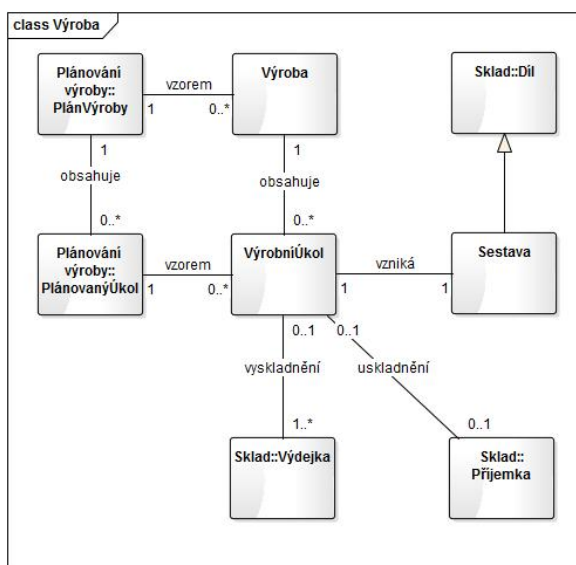 class Výroba
Plánování
výroby::
PlánVýroby
vzorem
1
0..*
Výroba
Sklad::Díl
1
obsahuje
0..*
1
obsahuje
0..*
Plánování
výroby::
PlánovanýÚkol
vzorem
1
0..*
VýrobníÚkol
vzniká
1
1
Sestava
0..1
vyskladnění
1..*
0..1
uskladnění
0..1
Sklad::Výdejka
Sklad::
Příjemka